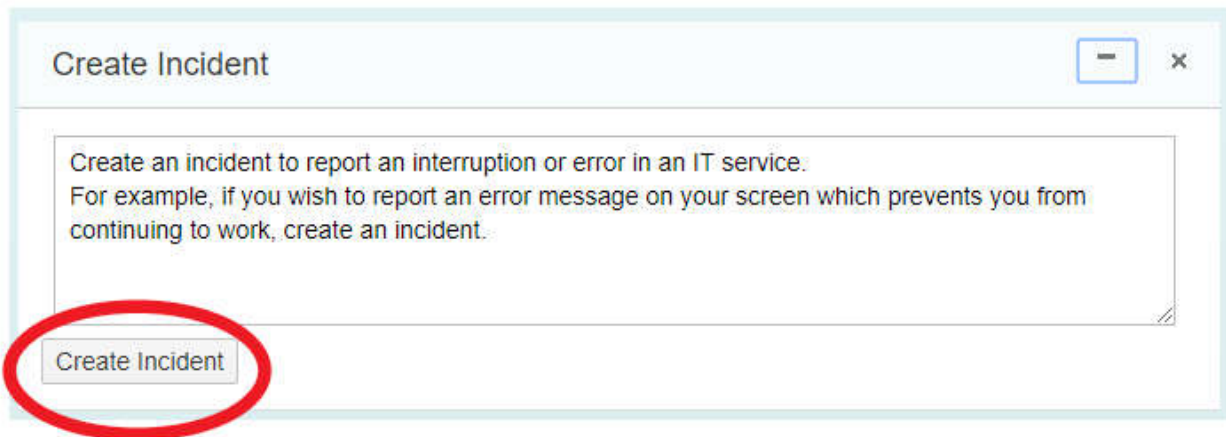 Create Incident
Create an incident to report an interruption or error in an IT service.
For example, if you wish to report an error message on your screen which prevents you from
continuing to work, create an incident.
Create Incident